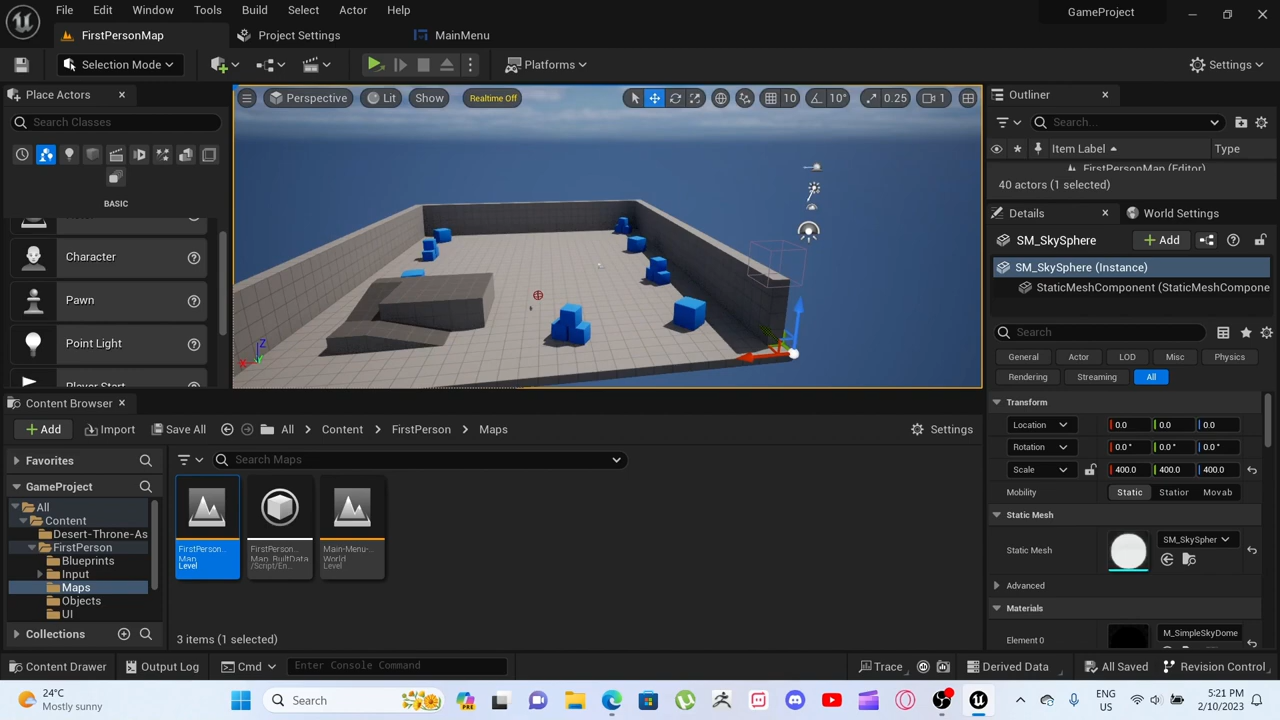 File Edit Window Tools Build Select Actor Help
GameProject
FirstPersonMap
Project Settings
MainMenu
Selection Mode
Platforms
Settings
Place Actors
Search Classes
BASIC
Character
Pawn
Point Light
Player Start
Perspective
Lit
Show
Realtime Off
10
10°
0.25
1
Z
X
Outliner
Search...
Item Label
Type
FirstPersonMap (Editor)
40 actors (1 selected)
Details
World Settings
SM_SkySphere
Add
SM_SkySphere (Instance)
StaticMeshComponent (StaticMeshCompone
Search
General Actor LOD Misc Physics
Rendering Streaming All
Transform
Location 0.0 0.0 0.0
Rotation 0.0° 0.0° 0.0°
Scale 400.0 400.0 400.0
Mobility Static Station Movab
Static Mesh
Static Mesh
SM_SkySpher
Advanced
Materials
Element 0
M_SimpleSkyDome
Content Browser
Add Import Save All
All Content FirstPerson Maps
Settings
Favorites
GameProject
All
Content
Desert-Throne-As
FirstPerson
Blueprints
Input
Maps
Objects
UI
Collections
Search Maps
FirstPerson...
Map
Level
FirstPerson...
Map_BuiltData
/Script/En...
Main-Menu-...
World
Level
3 items (1 selected)
Content Drawer Output Log Cmd Enter Console Command
Trace Derived Data All Saved Revision Control
24°C
Mostly sunny
Search
PRE
ENG
US
5:21 PM
2/10/2023